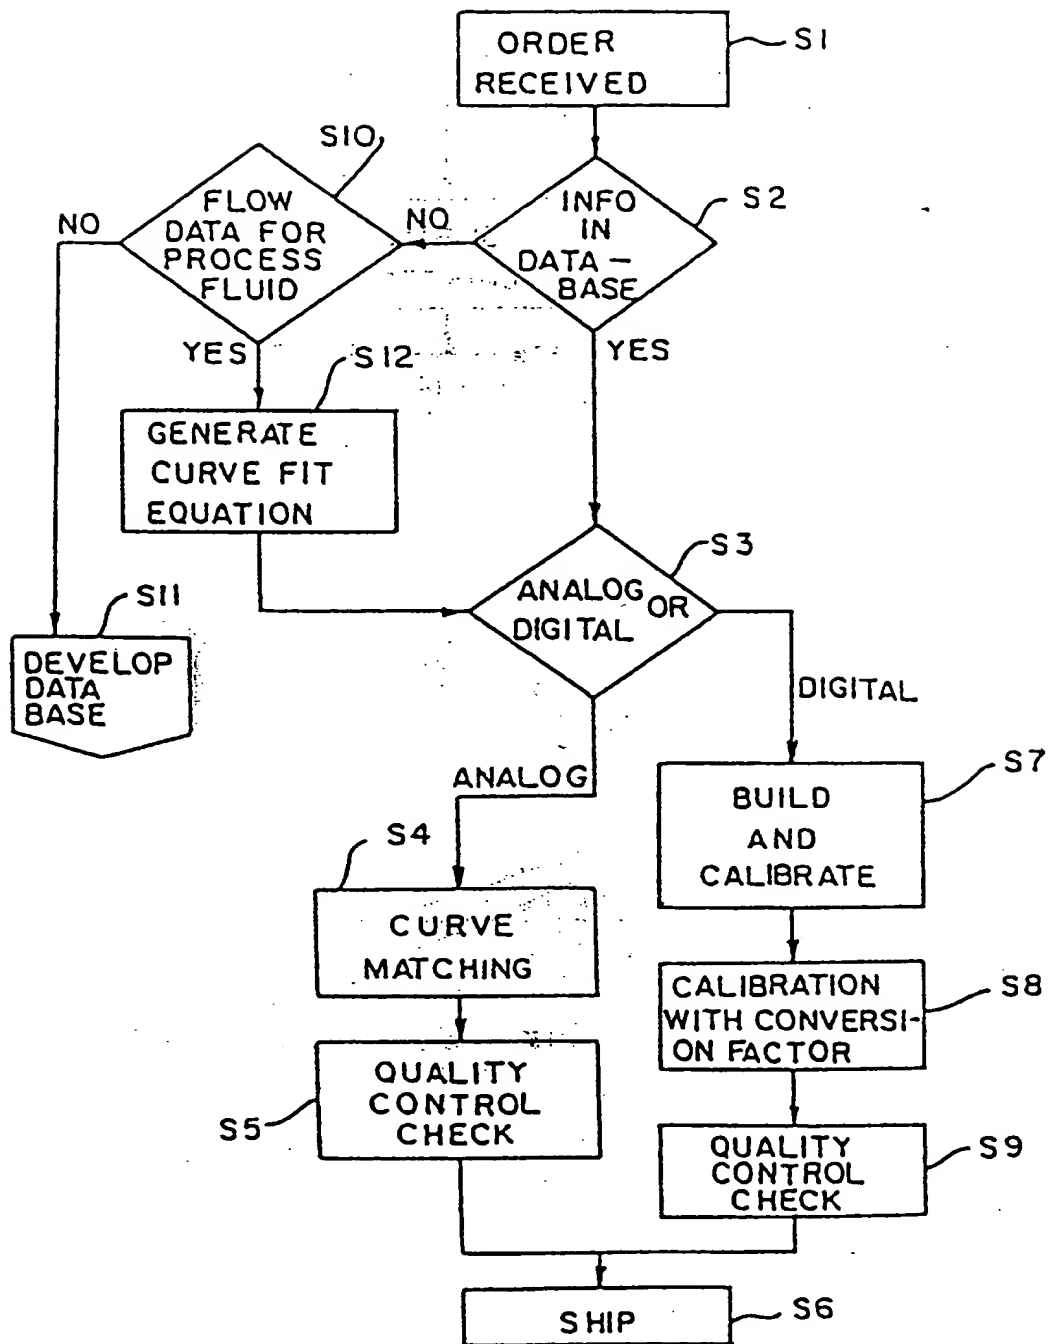 ORDER
RECEIVED
S1
S10
FLOW
DATA FOR
PROCESS
FLUID
NO
NO
INFO
IN
DATA-
BASE
S2
YES
YES
S12
GENERATE
CURVE FIT
EQUATION
S3
ANALOG OR
DIGITAL
S11
DEVELOP
DATA
BASE
DIGITAL
ANALOG
S7
BUILD
AND
CALIBRATE
S4
CURVE
MATCHING
S8
CALIBRATION
WITH CONVERSI-
ON FACTOR
S5
QUALITY
CONTROL
CHECK
S9
QUALITY
CONTROL
CHECK
SHIP
S6